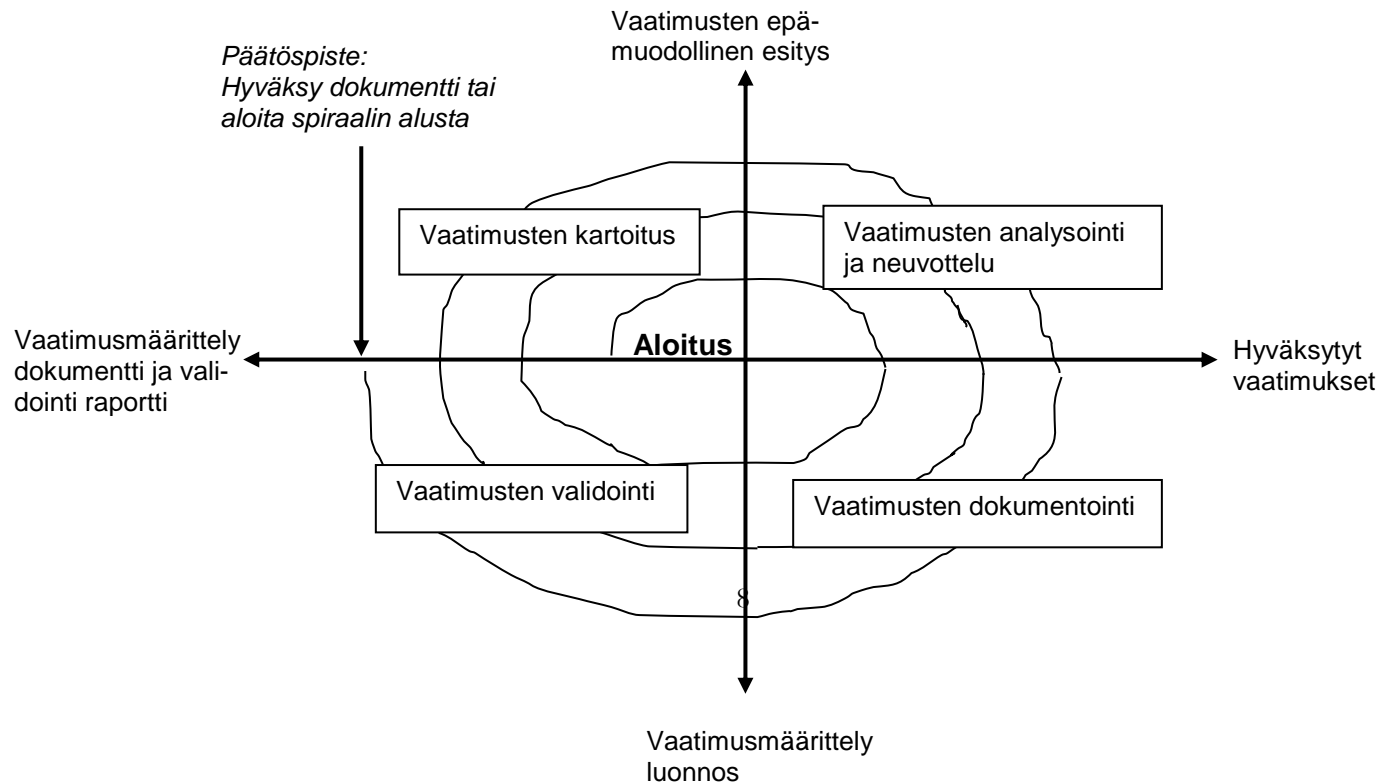 Vaatimusten epä-
muodollinen esitys
Päätöspiste:
Hyväksy dokumentti tai
aloita spiraalin alusta
Vaatimusten kartoitus
Vaatimusten analysointi
ja neuvottelu
Vaatimusmäärittely
dokumentti ja vali-
dointi raportti
Aloitus
Hyväksytyt
vaatimukset
Vaatimusten validointi
Vaatimusten dokumentointi
8
Vaatimusmäärittely
luonnos